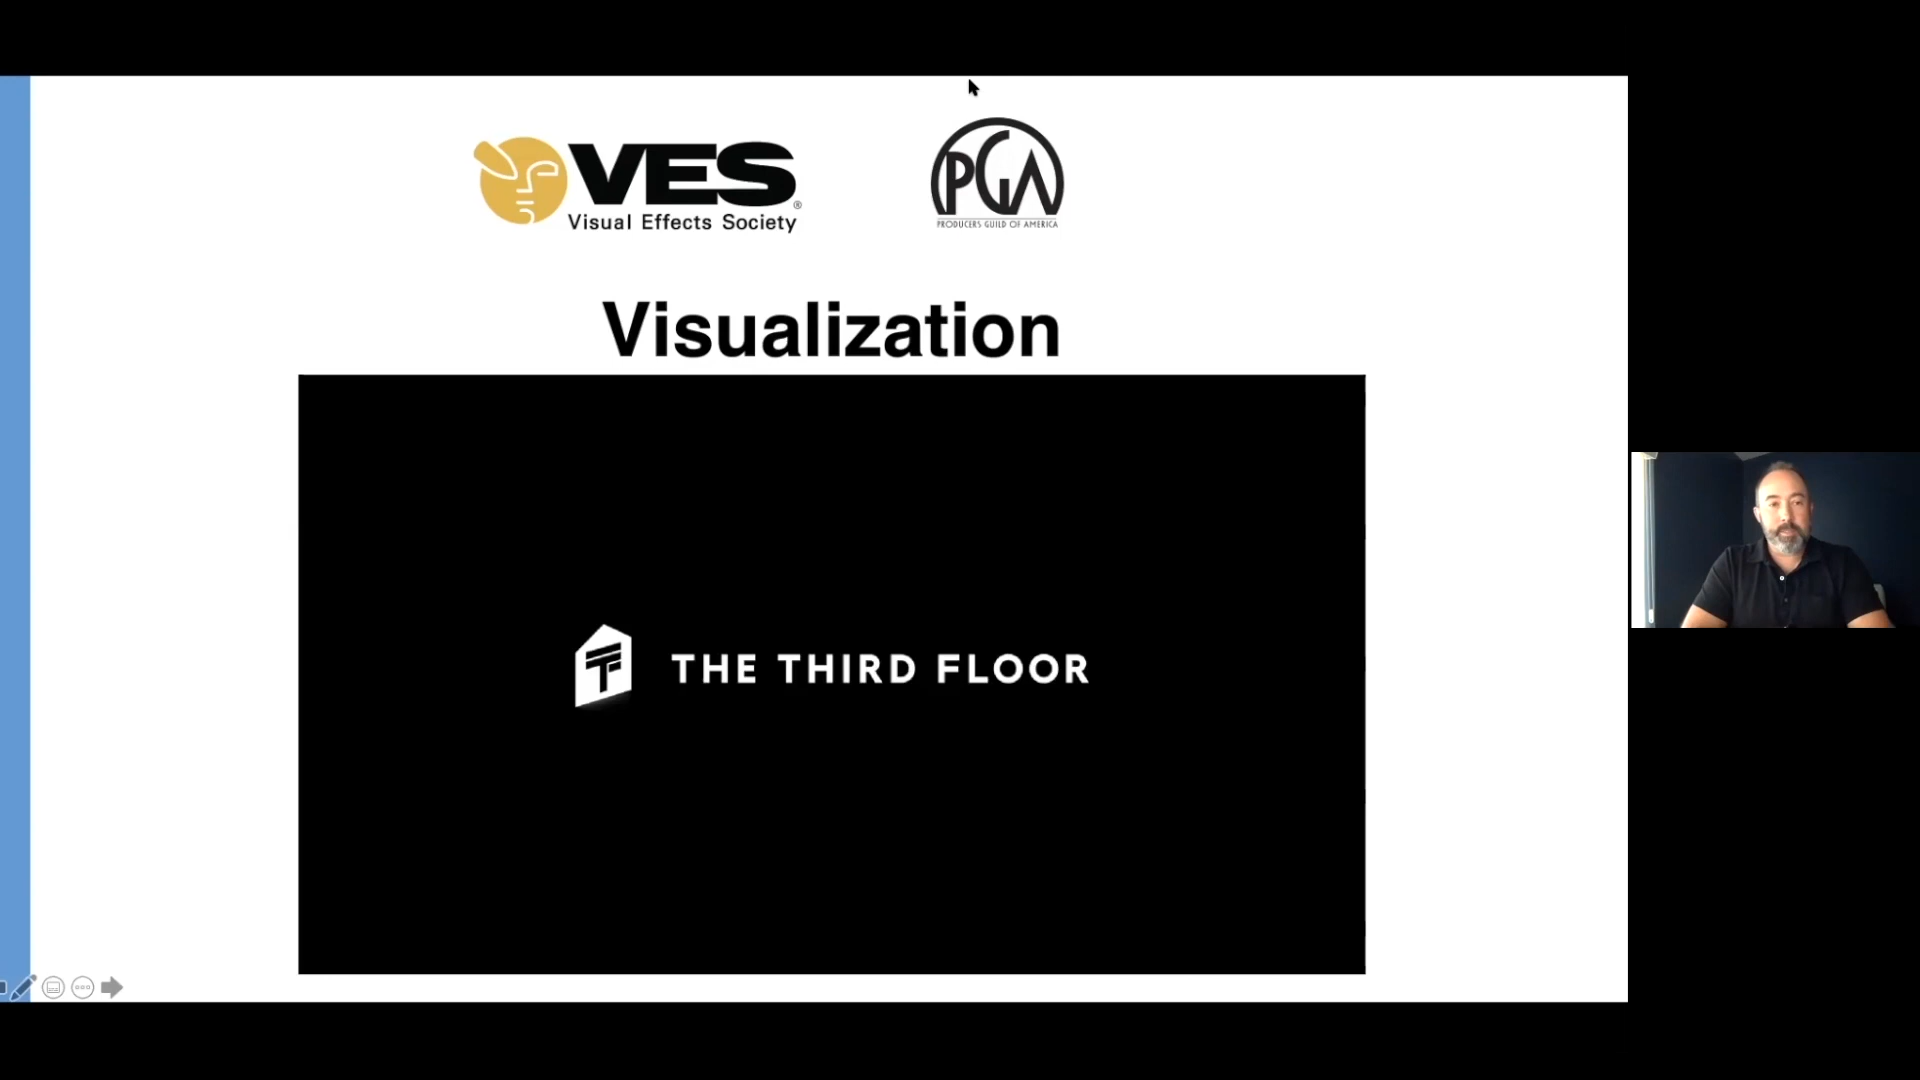 VES®
Visual Effects Society
PGA
PRODUCERS GUILD OF AMERICA
Visualization
THE THIRD FLOOR